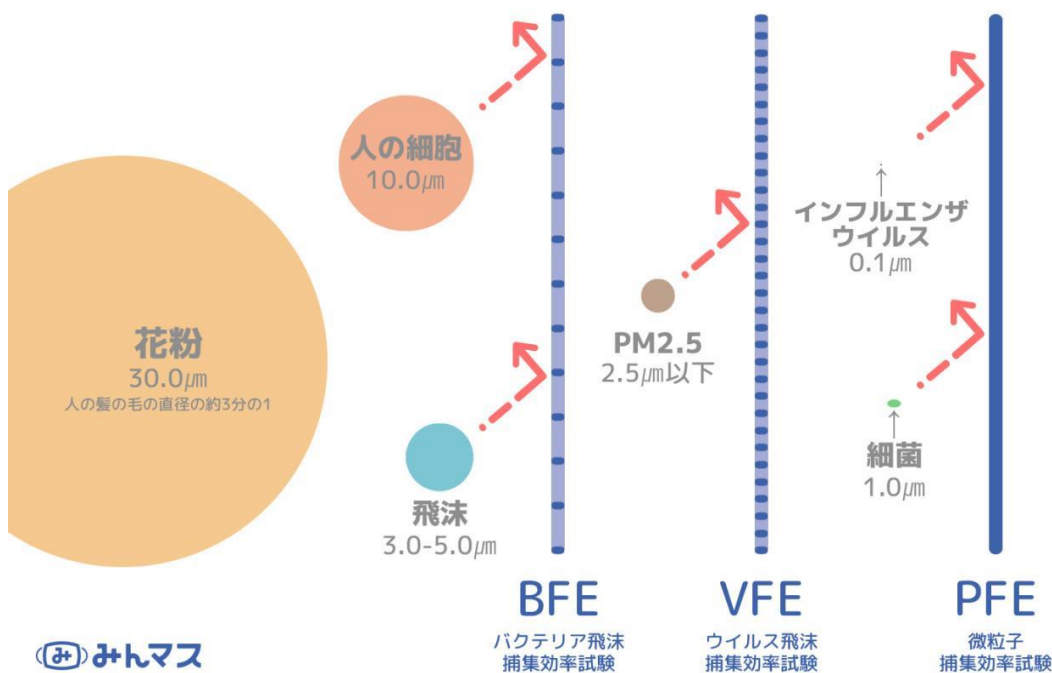 人の細胞
10.0㎛
インフルエンザ
ウイルス
0.1㎛
花粉
30.0㎛
人の髪の毛の直径の約3分の1
PM2.5
2.5㎛以下
飛沫
3.0-5.0㎛
細菌
1.0㎛
BFE
バクテリア飛沫
捕集効率試験
VFE
ウイルス飛沫
捕集効率試験
PFE
微粒子
捕集効率試験
み みんマス